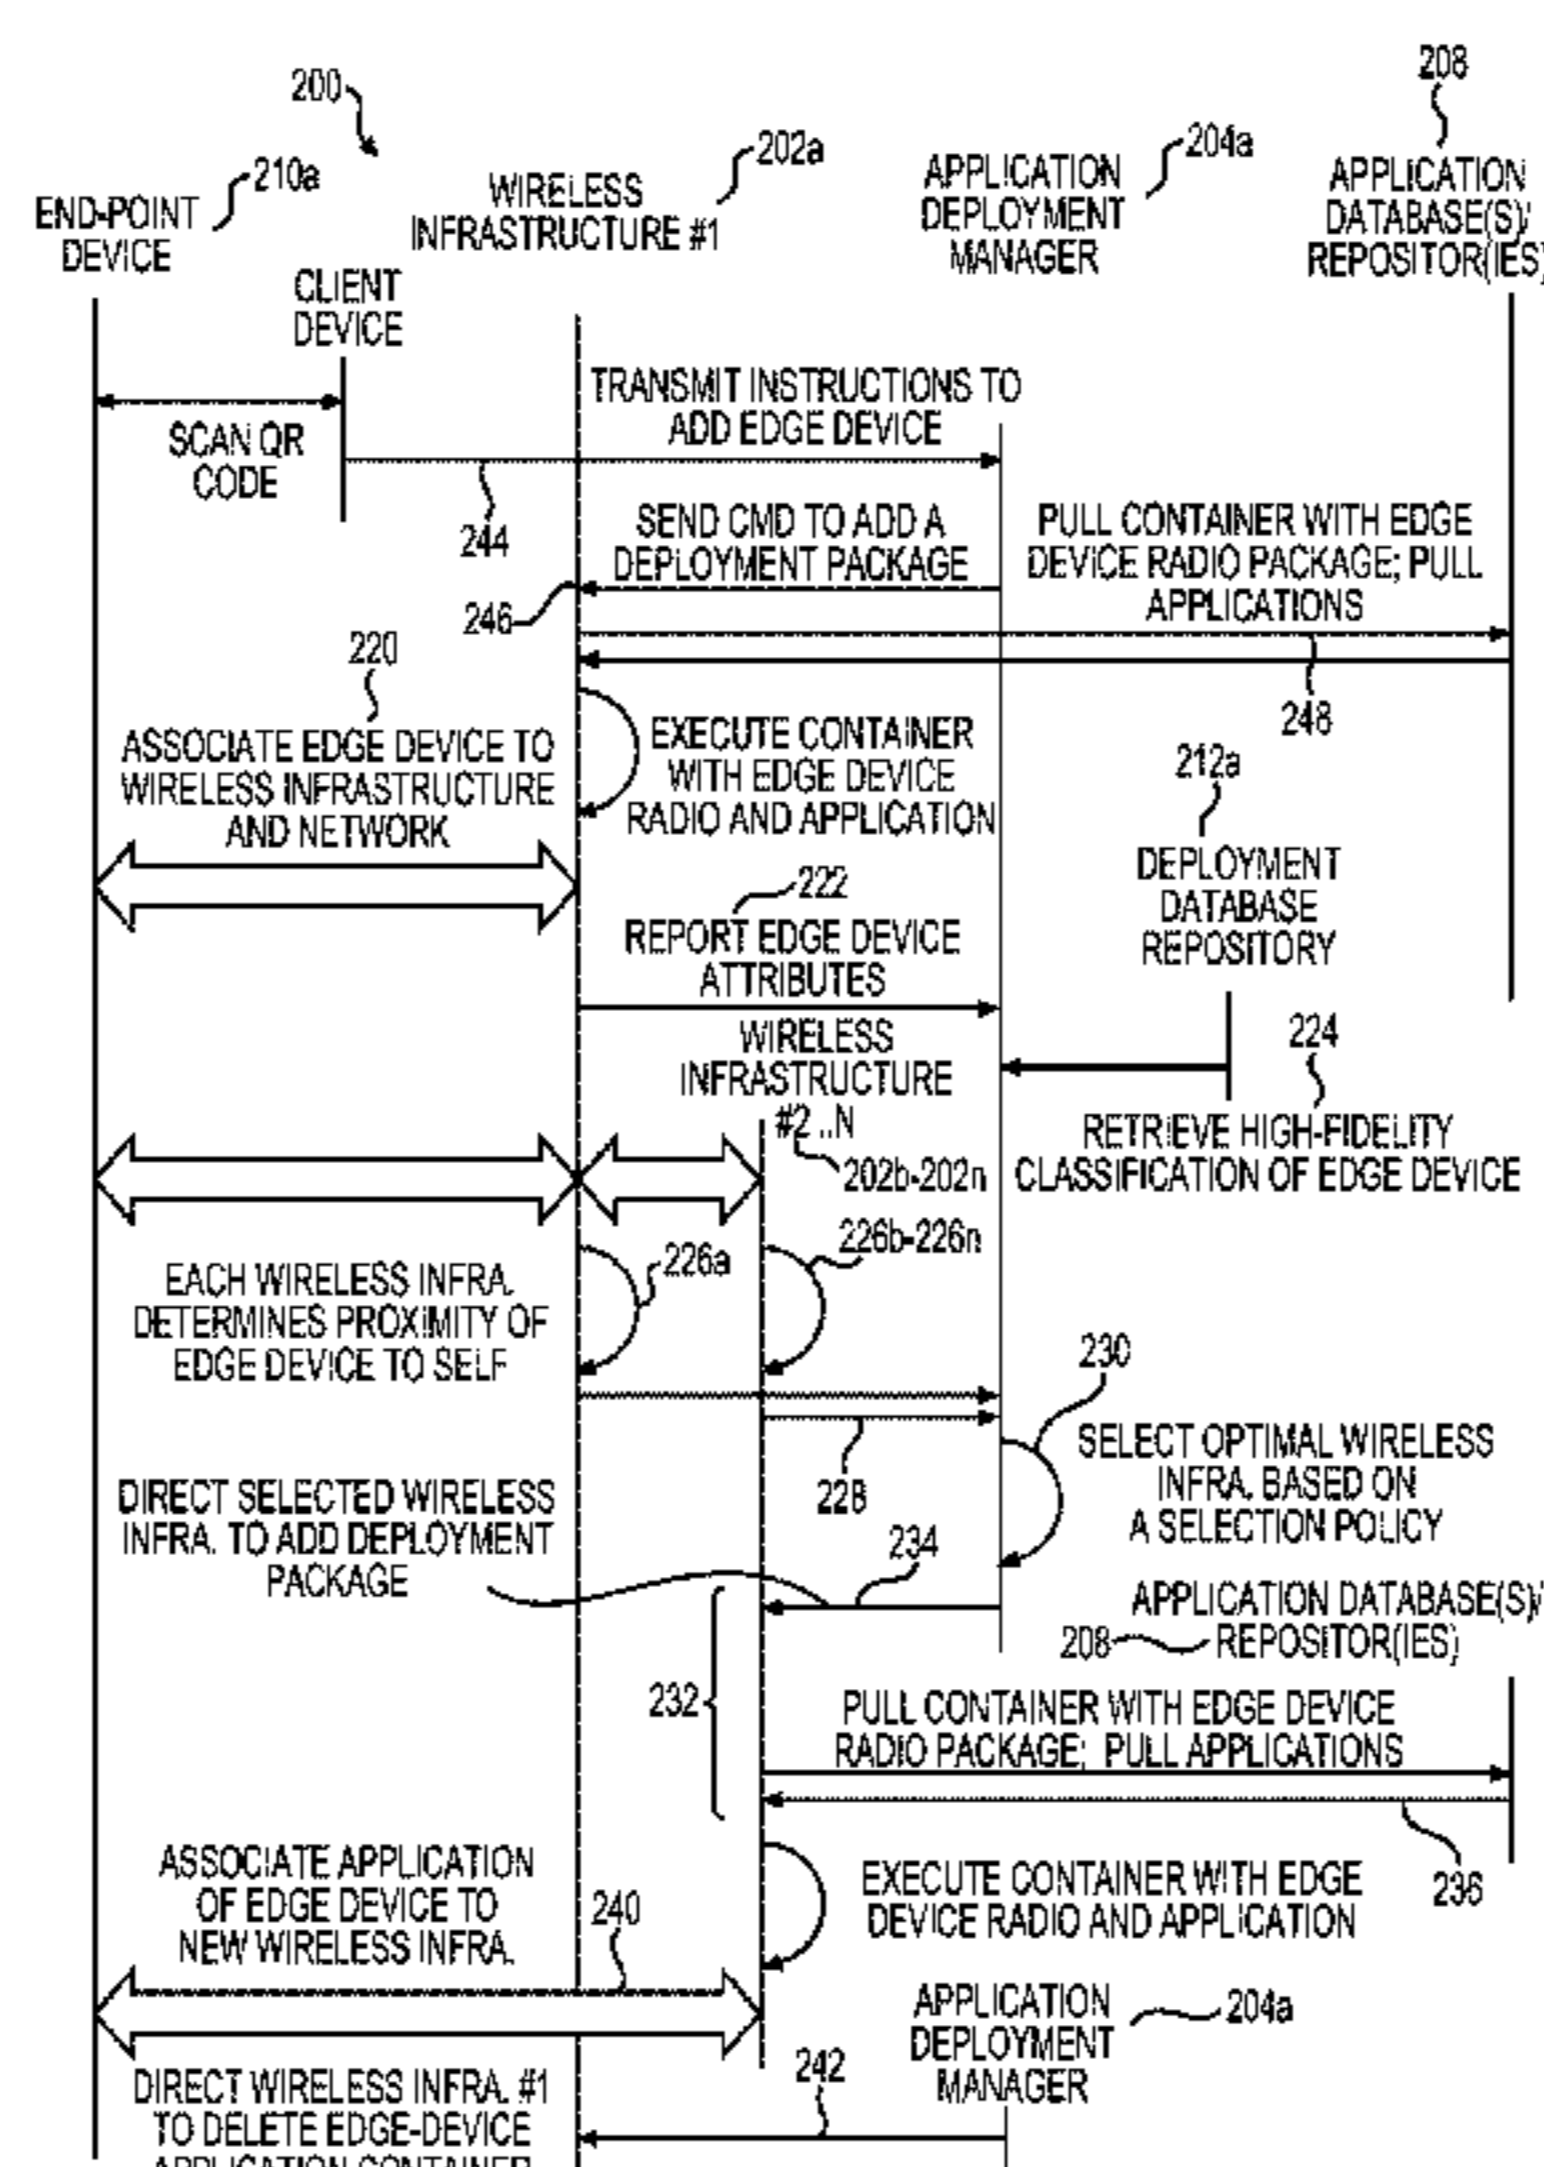 200
208
210a
202a
204a
END-POINT
DEVICE
WIRELESS
INFRASTRUCTURE #1
APPLICATION
DEPLOYMENT
MANAGER
APPLICATION
DATABASE(S)/
REPOSITOR(IES)
CLIENT
DEVICE
SCAN QR
CODE
TRANSMIT INSTRUCTIONS TO
ADD EDGE DEVICE
244
SEND CMD TO ADD A
DEPLOYMENT PACKAGE
246
PULL CONTAINER WITH EDGE
DEVICE RADIO PACKAGE; PULL
APPLICATIONS
248
220
ASSOCIATE EDGE DEVICE TO
WIRELESS INFRASTRUCTURE
AND NETWORK
EXECUTE CONTAINER
WITH EDGE DEVICE
RADIO AND APPLICATION
212a
DEPLOYMENT
DATABASE
REPOSITORY
222
REPORT EDGE DEVICE
ATTRIBUTES
WIRELESS
INFRASTRUCTURE
#2 ..N
202b-202n
224
RETRIEVE HIGH-FIDELITY
CLASSIFICATION OF EDGE DEVICE
226a
226b-226n
EACH WIRELESS INFRA.
DETERMINES PROXIMITY OF
EDGE DEVICE TO SELF
228
230
SELECT OPTIMAL WIRELESS
INFRA. BASED ON
A SELECTION POLICY
DIRECT SELECTED WIRELESS
INFRA. TO ADD DEPLOYMENT
PACKAGE
234
APPLICATION DATABASE(S)/
208 REPOSITOR(IES)
232
PULL CONTAINER WITH EDGE DEVICE
RADIO PACKAGE; PULL APPLICATIONS
236
EXECUTE CONTAINER WITH EDGE
DEVICE RADIO AND APPLICATION
ASSOCIATE APPLICATION
OF EDGE DEVICE TO
NEW WIRELESS INFRA.
240
APPLICATION
DEPLOYMENT
MANAGER
204a
242
DIRECT WIRELESS INFRA. #1
TO DELETE EDGE-DEVICE
APPLICATION CONTAINER